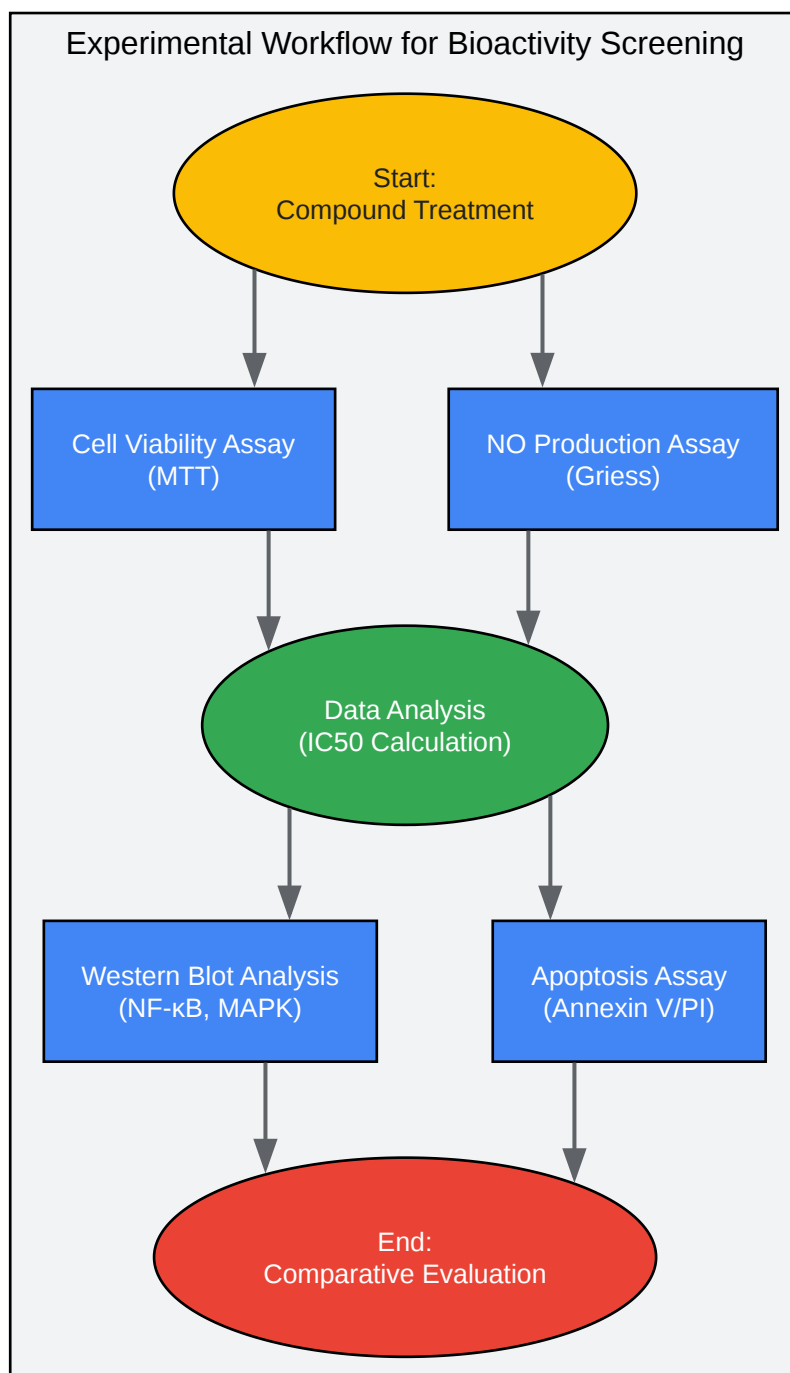 Experimental Workflow for Bioactivity Screening
Start:
Compound Treatment
Cell Viability Assay
(MTT)
NO Production Assay
(Griess)
Data Analysis
(IC50 Calculation)
Western Blot Analysis
(NF-κB, MAPK)
Apoptosis Assay
(Annexin V/PI)
End:
Comparative Evaluation